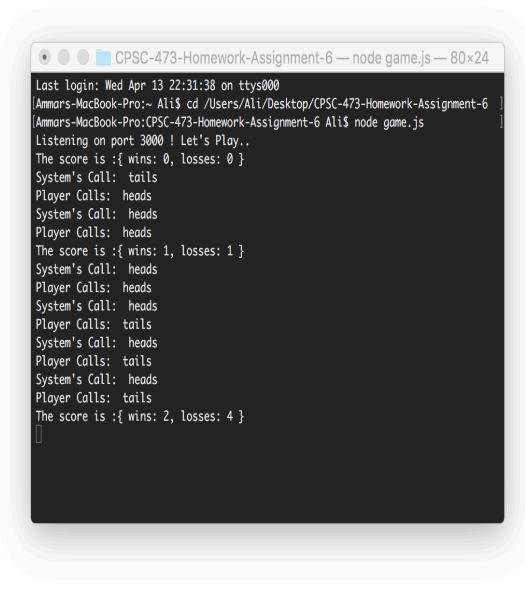 CPSC-473-Homework-Assignment-6 — node game.js — 80×24
Last login: Wed Apr 13 22:31:38 on ttys000
[Ammars-MacBook-Pro:~ Ali$ cd /Users/Ali/Desktop/CPSC-473-Homework-Assignment-6 ]
[Ammars-MacBook-Pro:CPSC-473-Homework-Assignment-6 Ali$ node game.js ]
Listening on port 3000 ! Let's Play..
The score is :{ wins: 0, losses: 0 }
System's Call:  tails
Player Calls:  heads
System's Call:  heads
Player Calls:  heads
The score is :{ wins: 1, losses: 1 }
System's Call:  heads
Player Calls:  heads
System's Call:  heads
Player Calls:  tails
System's Call:  heads
Player Calls:  tails
System's Call:  heads
Player Calls:  tails
The score is :{ wins: 2, losses: 4 }